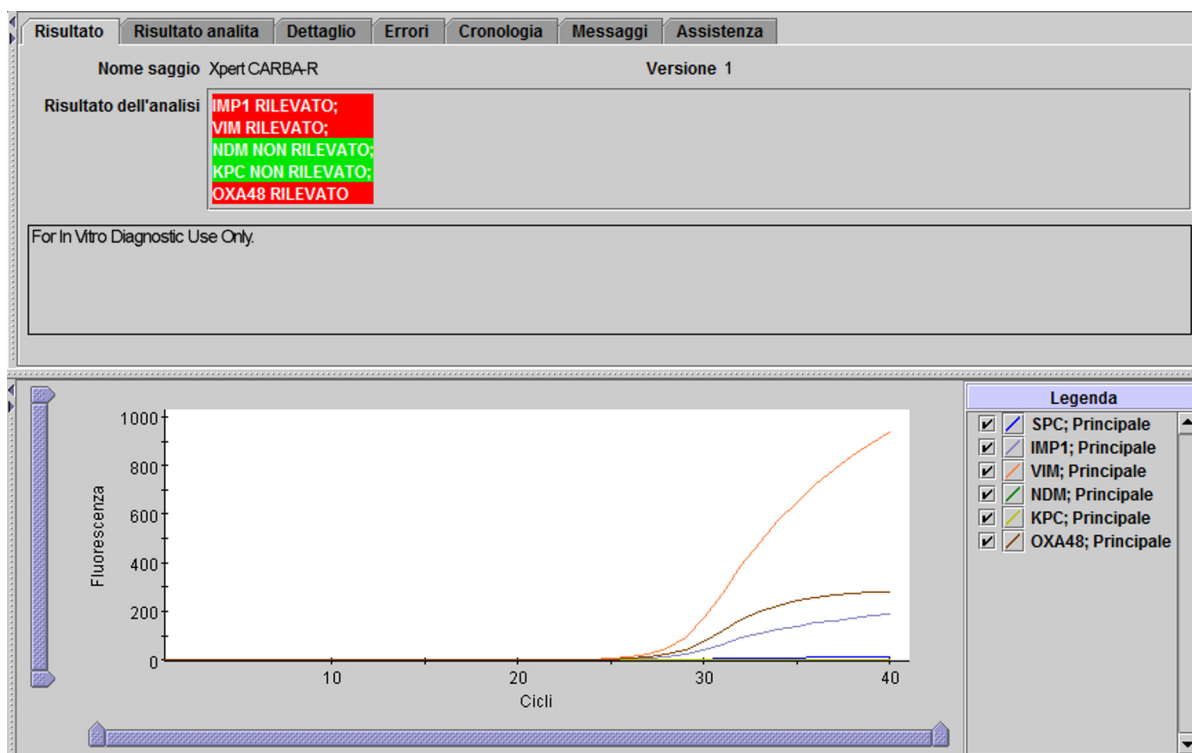 Risultato Risultato analita Dettaglio Errori Cronologia Messaggi Assistenza
Nome saggio Xpert CARBA-R Versione 1
Risultato dell'analisi IMP1 RILEVATO;
VIM RILEVATO;
NDM NON RILEVATO;
KPC NON RILEVATO;
OXA48 RILEVATO
For In Vitro Diagnostic Use Only.
1000
800
600
400
200
0
Fluorescenza
10 20 30 40
Cicli
Legenda
SPC; Principale
IMP1; Principale
VIM; Principale
NDM; Principale
KPC; Principale
OXA48; Principale